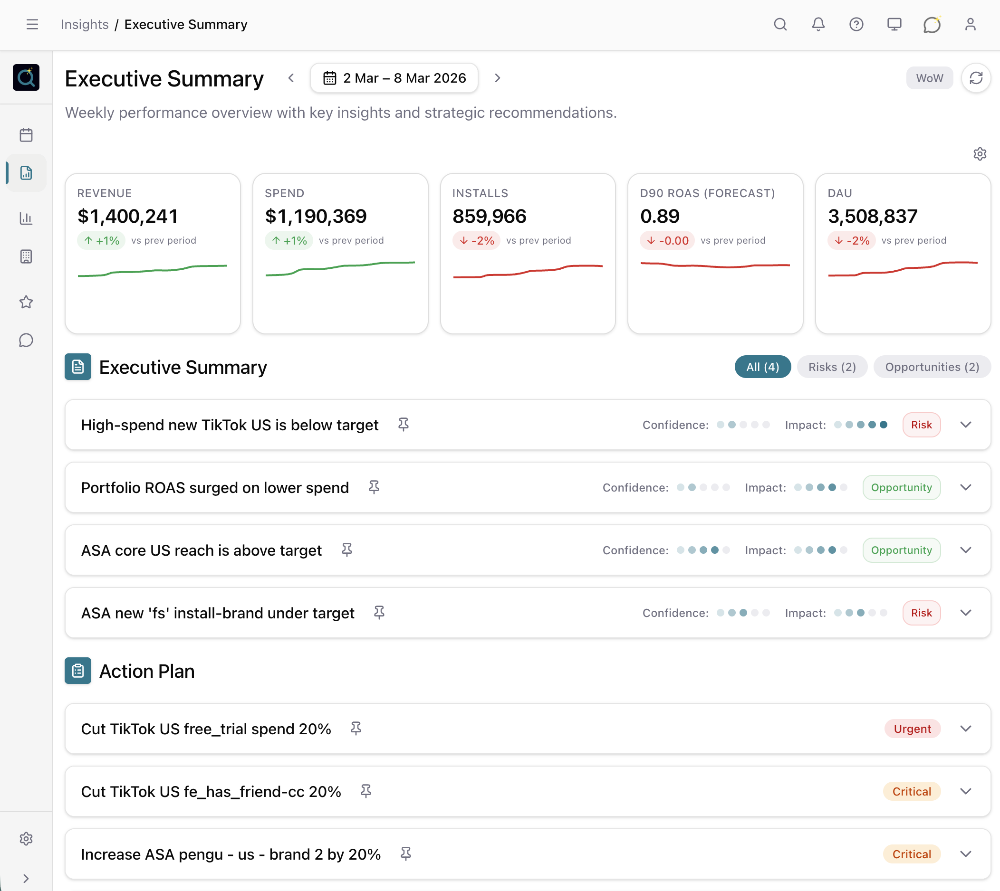 Insights / Executive Summary
Executive Summary
2 Mar – 8 Mar 2026
WoW
Weekly performance overview with key insights and strategic recommendations.
REVENUE
$1,400,241
+1% vs prev period
SPEND
$1,190,369
+1% vs prev period
INSTALLS
859,966
-2% vs prev period
D90 ROAS (FORECAST)
0.89
-0.00 vs prev period
DAU
3,508,837
-2% vs prev period
Executive Summary
All (4)
Risks (2)
Opportunities (2)
High-spend new TikTok US is below target
Confidence: Impact: Risk
Portfolio ROAS surged on lower spend
Confidence: Impact: Opportunity
ASA core US reach is above target
Confidence: Impact: Opportunity
ASA new 'fs' install-brand under target
Confidence: Impact: Risk
Action Plan
Cut TikTok US free_trial spend 20%
Urgent
Cut TikTok US fe_has_friend-cc 20%
Critical
Increase ASA pengu - us - brand 2 by 20%
Critical